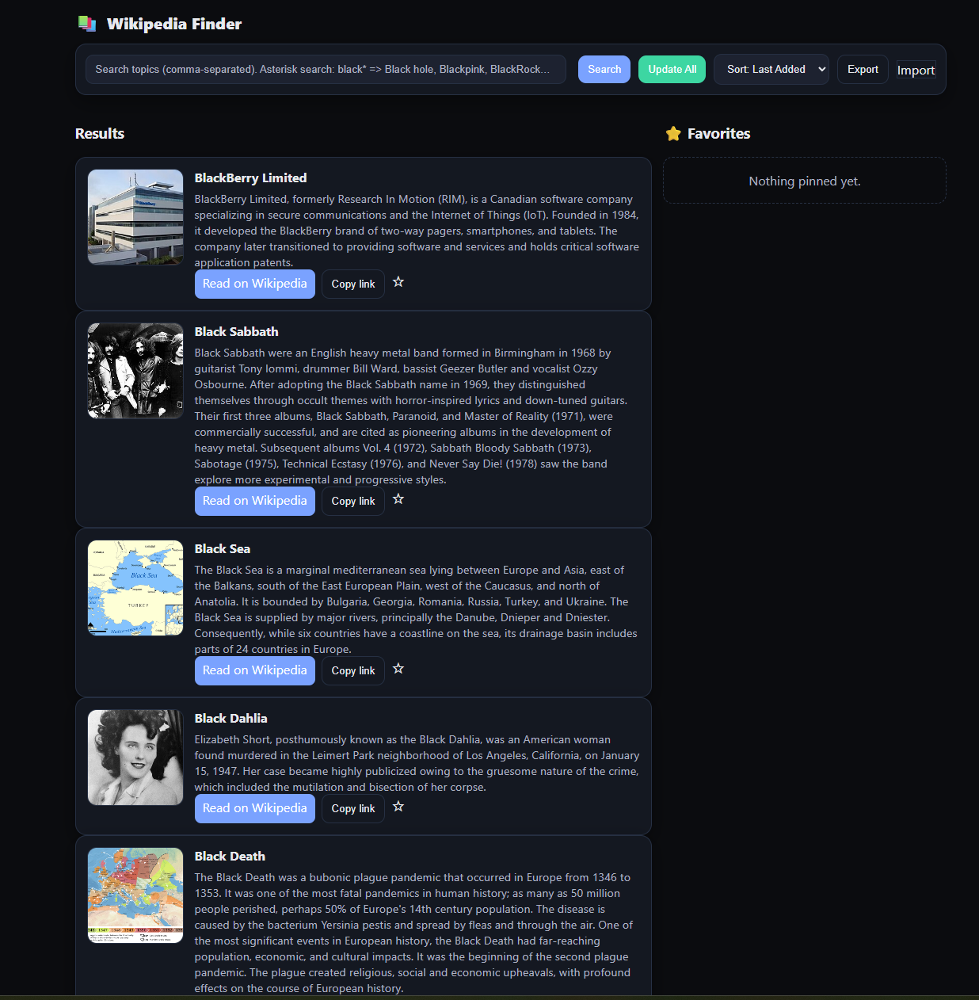 Wikipedia Finder
Search topics (comma-separated). Asterisk search: black* => Black hole, Blackpink, BlackRock...
Search
Update All
Sort: Last Added
Export
Import
Results
⭐ Favorites
Nothing pinned yet.
BlackBerry Limited
BlackBerry Limited, formerly Research In Motion (RIM), is a Canadian software company
specializing in secure communications and the Internet of Things (IoT). Founded in 1984,
it developed the BlackBerry brand of two-way pagers, smartphones, and tablets. The
company later transitioned to providing software and services and holds critical software
application patents.
Read on Wikipedia
Copy link
☆
Black Sabbath
Black Sabbath were an English heavy metal band formed in Birmingham in 1968 by
guitarist Tony Iommi, drummer Bill Ward, bassist Geezer Butler and vocalist Ozzy
Osbourne. After adopting the Black Sabbath name in 1969, they distinguished
themselves through occult themes with horror-inspired lyrics and down-tuned guitars.
Their first three albums, Black Sabbath, Paranoid, and Master of Reality (1971), were
commercially successful, and are cited as pioneering albums in the development of
heavy metal. Subsequent albums Vol. 4 (1972), Sabbath Bloody Sabbath (1973),
Sabotage (1975), Technical Ecstasy (1976), and Never Say Die! (1978) saw the band
explore more experimental and progressive styles.
Read on Wikipedia
Copy link
☆
Black Sea
TURKEY
Black Sea
The Black Sea is a marginal mediterranean sea lying between Europe and Asia, east of
the Balkans, south of the East European Plain, west of the Caucasus, and north of
Anatolia. It is bounded by Bulgaria, Georgia, Romania, Russia, Turkey, and Ukraine. The
Black Sea is supplied by major rivers, principally the Danube, Dnieper and Dniester.
Consequently, while six countries have a coastline on the sea, its drainage basin includes
parts of 24 countries in Europe.
Read on Wikipedia
Copy link
☆
Black Dahlia
Elizabeth Short, posthumously known as the Black Dahlia, was an American woman
found murdered in the Leimert Park neighborhood of Los Angeles, California, on January
15, 1947. Her case became highly publicized owing to the gruesome nature of the crime,
which included the mutilation and bisection of her corpse.
Read on Wikipedia
Copy link
☆
Black Death
The Black Death was a bubonic plague pandemic that occurred in Europe from 1346 to
1353. It was one of the most fatal pandemics in human history; as many as 50 million
people perished, perhaps 50% of Europe's 14th century population. The disease is
caused by the bacterium Yersinia pestis and spread by fleas and through the air. One of
the most significant events in European history, the Black Death had far-reaching
population, economic, and cultural impacts. It was the beginning of the second plague
pandemic. The plague created religious, social and economic upheavals, with profound
effects on the course of European history.